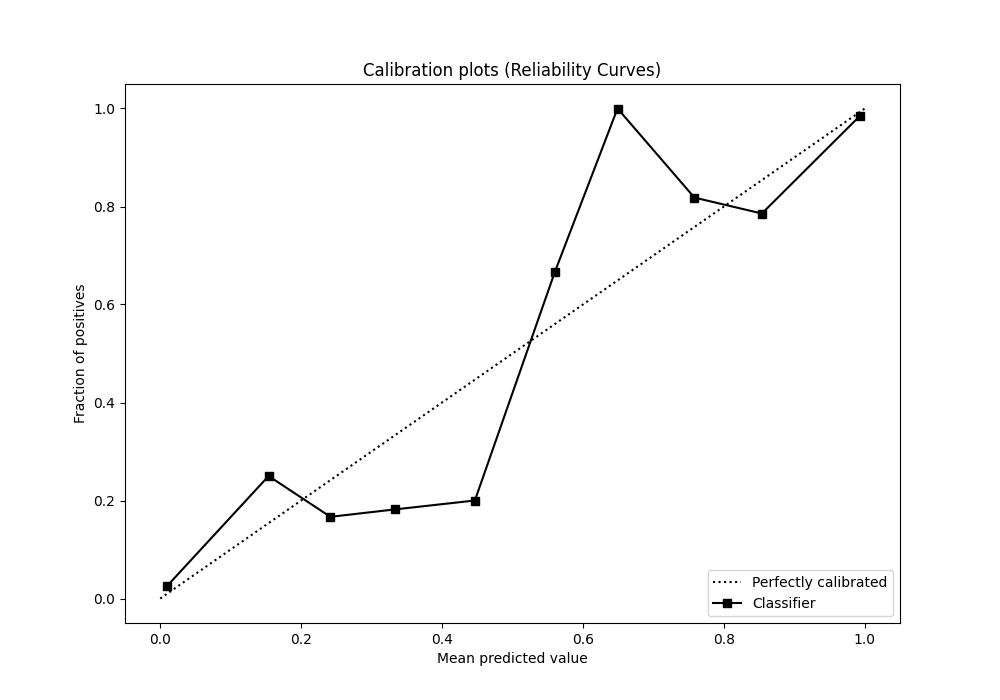 Calibration plots (Reliability Curves)
Fraction of positives
1.0
0.8
0.6
0.4
0.2
0.0
Perfectly calibrated
Classifier
0.0 0.2 0.4 0.6 0.8 1.0
Mean predicted value